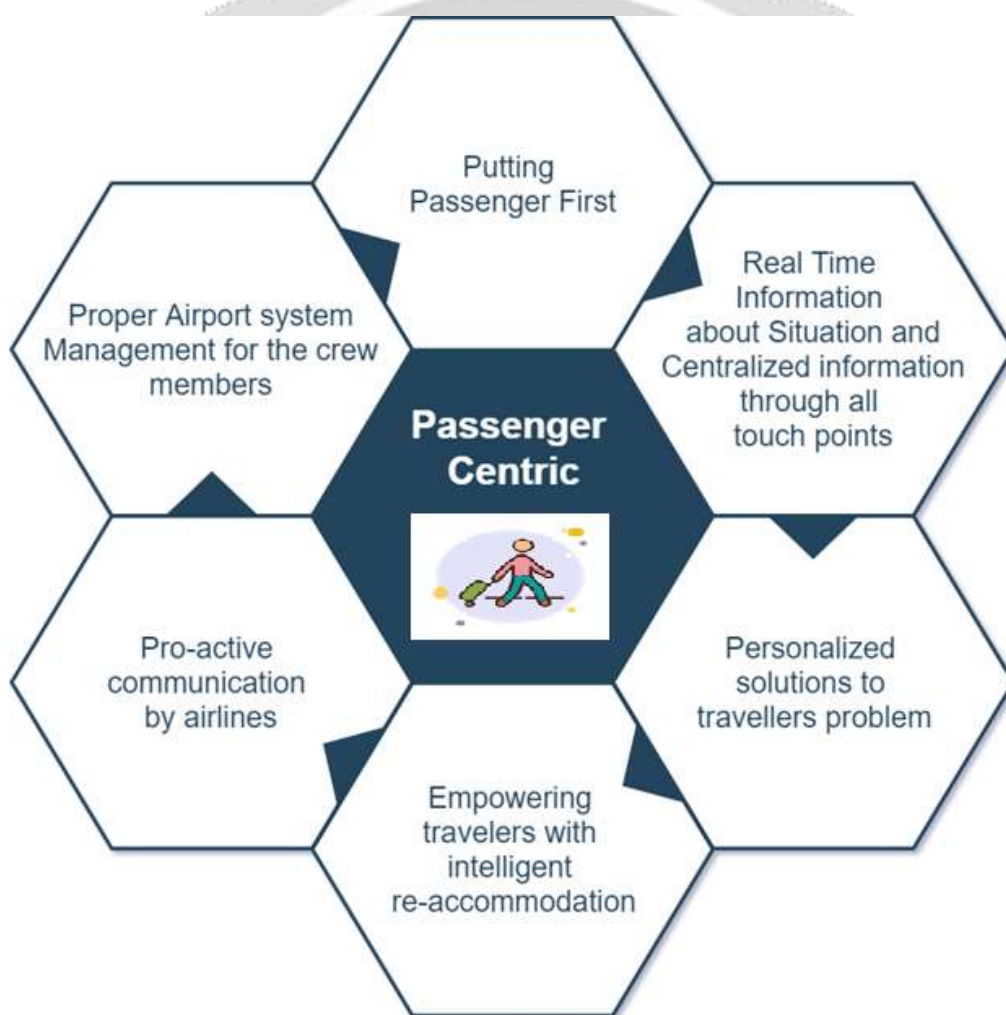 Putting
Passenger First
Real Time
Information
about Situation and
Centralized information
through all
touch points
Personalized
solutions to
travellers problem
Empowering
travelers with
intelligent
re-accommodation
Pro-active
communication
by airlines
Proper Airport system
Management for the crew
members
Passenger
Centric